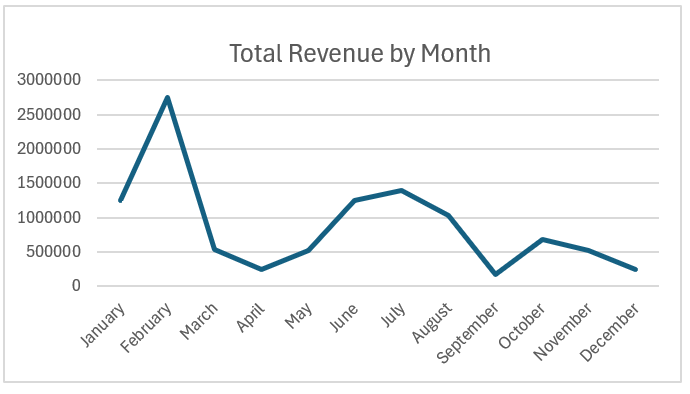 Total Revenue by Month
3000000
2500000
2000000
1500000
1000000
500000
0
January
February
March
April
May
June
July
August
September
October
November
December